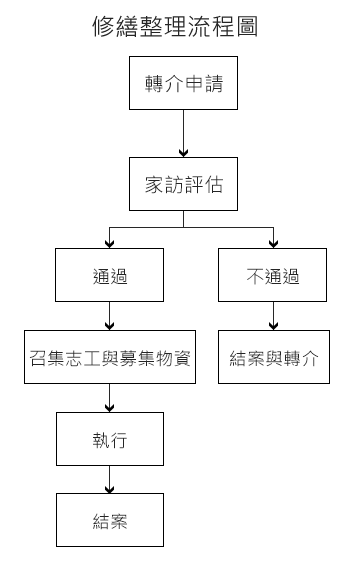 修繕整理流程圖
轉介申請
家訪評估
通過
不通過
召集志工與募集物資
結案與轉介
執行
結案